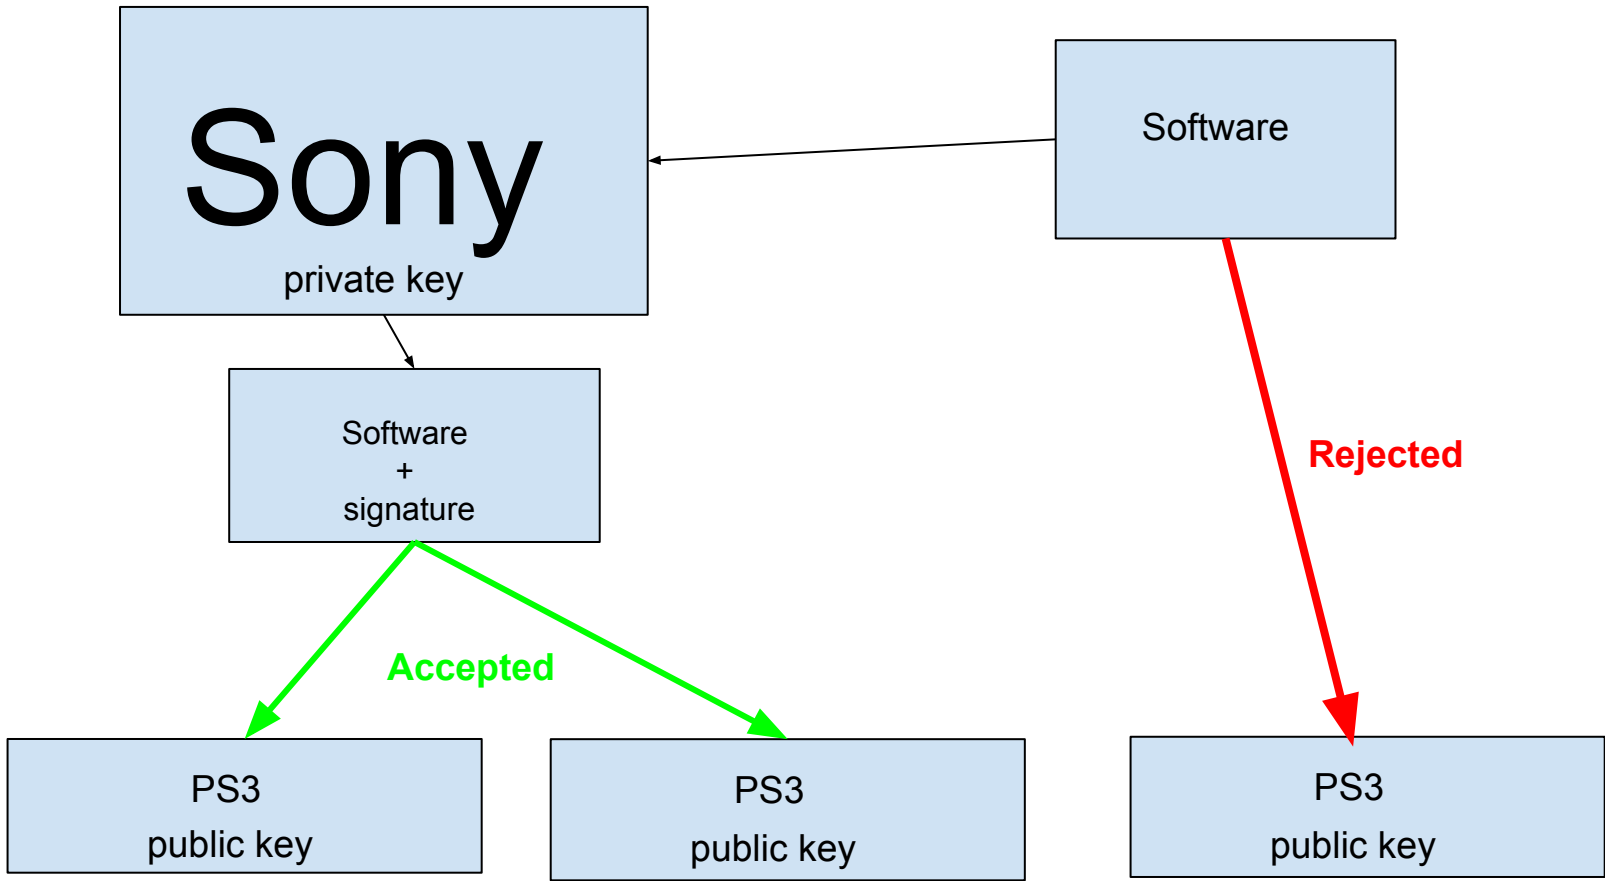 Sony
private key
Software
Software
+
signature
Rejected
Accepted
PS3
public key
PS3
public key
PS3
public key